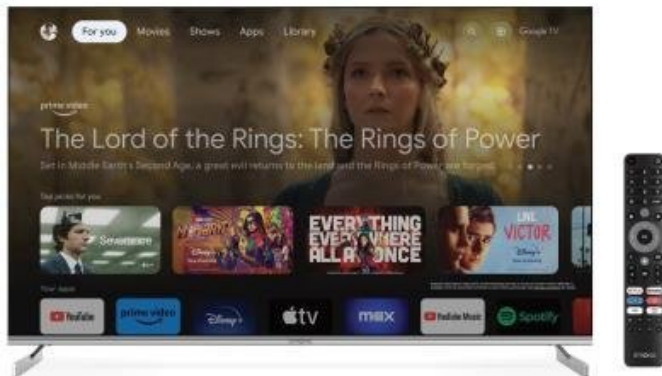 For you Movies Shows Apps Library Google TV
prime video
The Lord of the Rings: The Rings of Power
Set in Middle Earth's Second Age, a great evil returns to the land and the Rings of Power are forged.
Top picks for you
Severance
Disney+
EVERYTHING EVERYWHERE ALL AT ONCE
LOVE, VICTOR
Disney+
Your apps
YouTube prime video Disney+ tv max YouTube Music Spotify